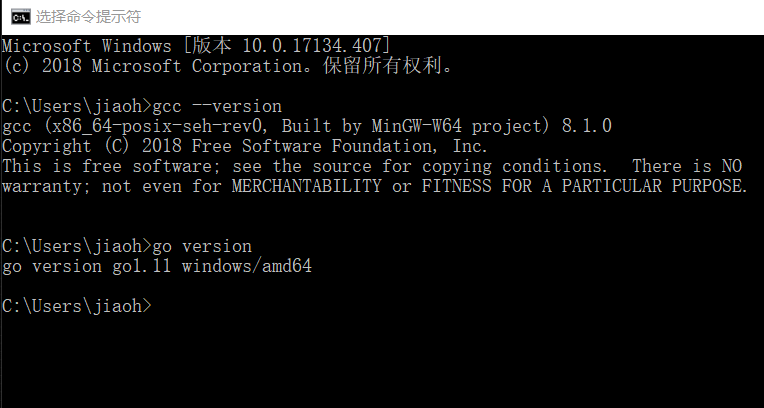 选择命令提示符
Microsoft Windows [版本 10.0.17134.407]
(c) 2018 Microsoft Corporation。保留所有权利。
C:\Users\jiaoh>gcc --version
gcc (x86_64-posix-seh-rev0, Built by MinGW-W64 project) 8.1.0
Copyright (C) 2018 Free Software Foundation, Inc.
This is free software; see the source for copying conditions.  There is NO
warranty; not even for MERCHANTABILITY or FITNESS FOR A PARTICULAR PURPOSE.
C:\Users\jiaoh>go version
go version go1.11 windows/amd64
C:\Users\jiaoh>